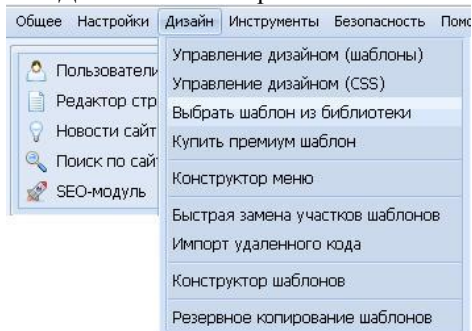 Общее Настройки Дизайн Инструменты Безопасность
Пользователи
Редактор стр
Новости сайт
Поиск по сай
SEO-модуль
Управление дизайном (шаблоны)
Управление дизайном (CSS)
Выбрать шаблон из библиотеки
Купить премиум шаблон
Конструктор меню
Быстрая замена участков шаблонов
Импорт удаленного кода
Конструктор шаблонов
Резервное копирование шаблонов